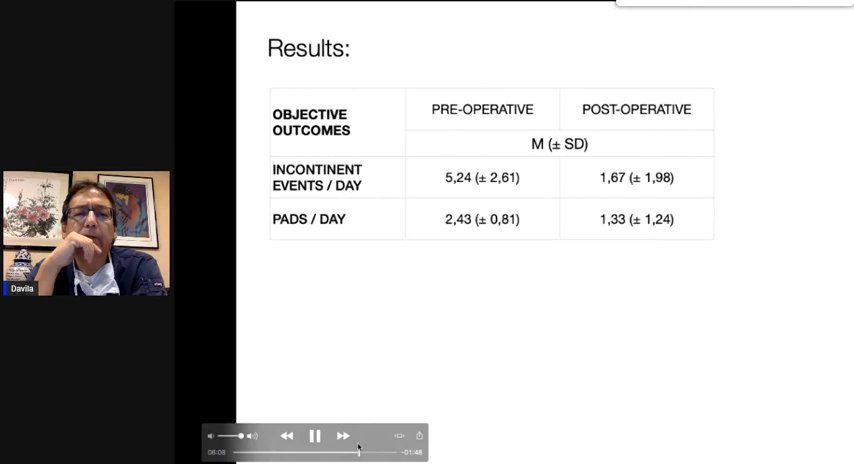 Results:
OBJECTIVE OUTCOMES PRE-OPERATIVE POST-OPERATIVE
M (± SD)
INCONTINENT EVENTS / DAY 5,24 (± 2,61) 1,67 (± 1,98)
PADS / DAY 2,43 (± 0,81) 1,33 (± 1,24)
Davila
06:08 -01:48